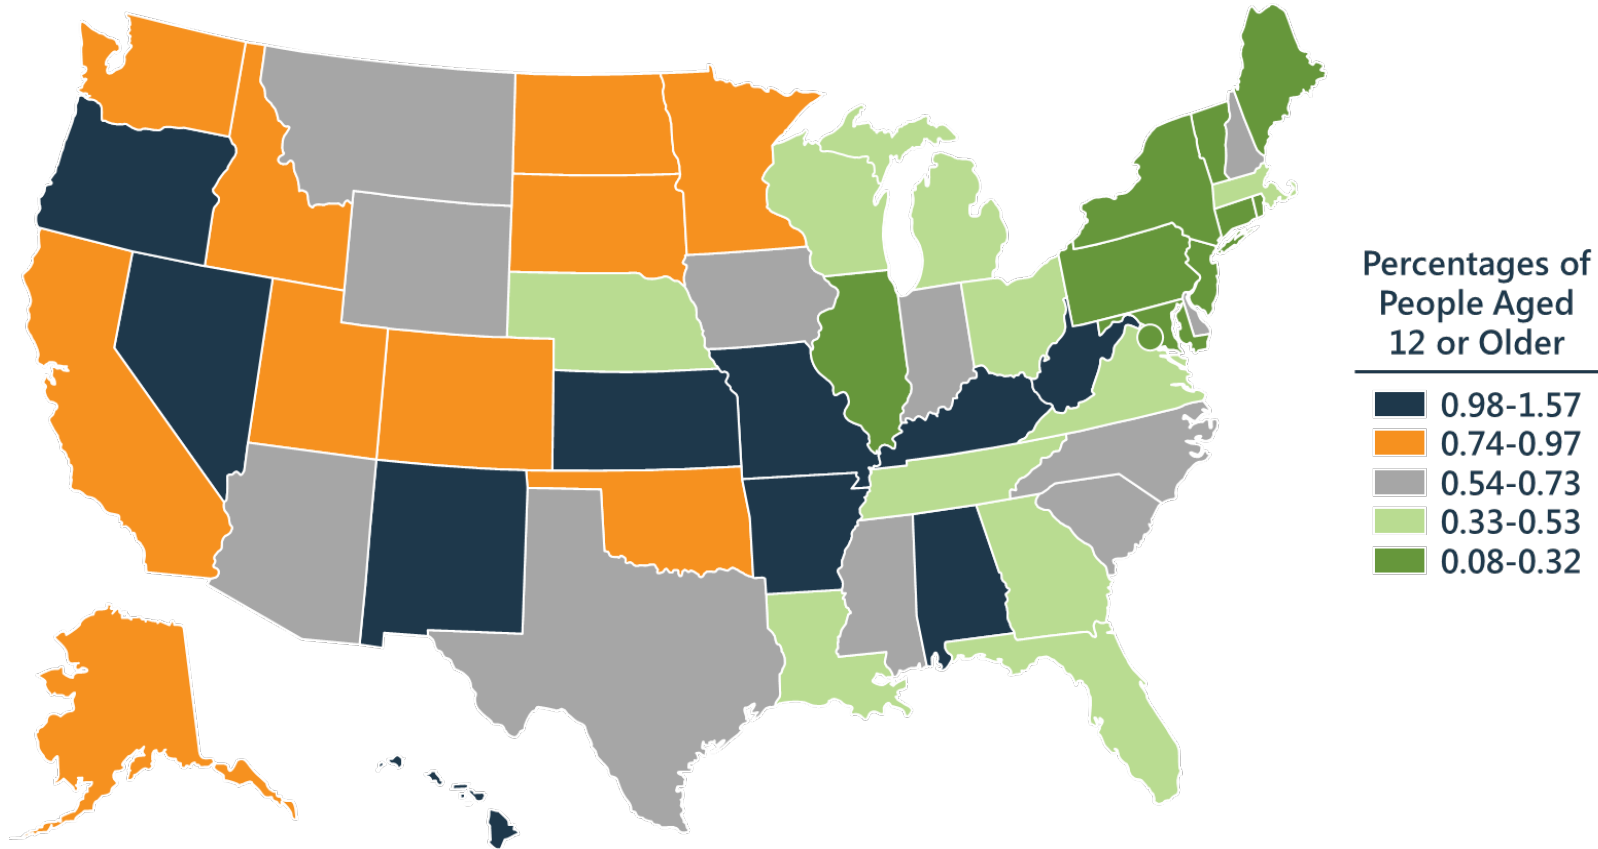 Percentages of
People Aged
12 or Older
0.98-1.57
0.74-0.97
0.54-0.73
0.33-0.53
0.08-0.32